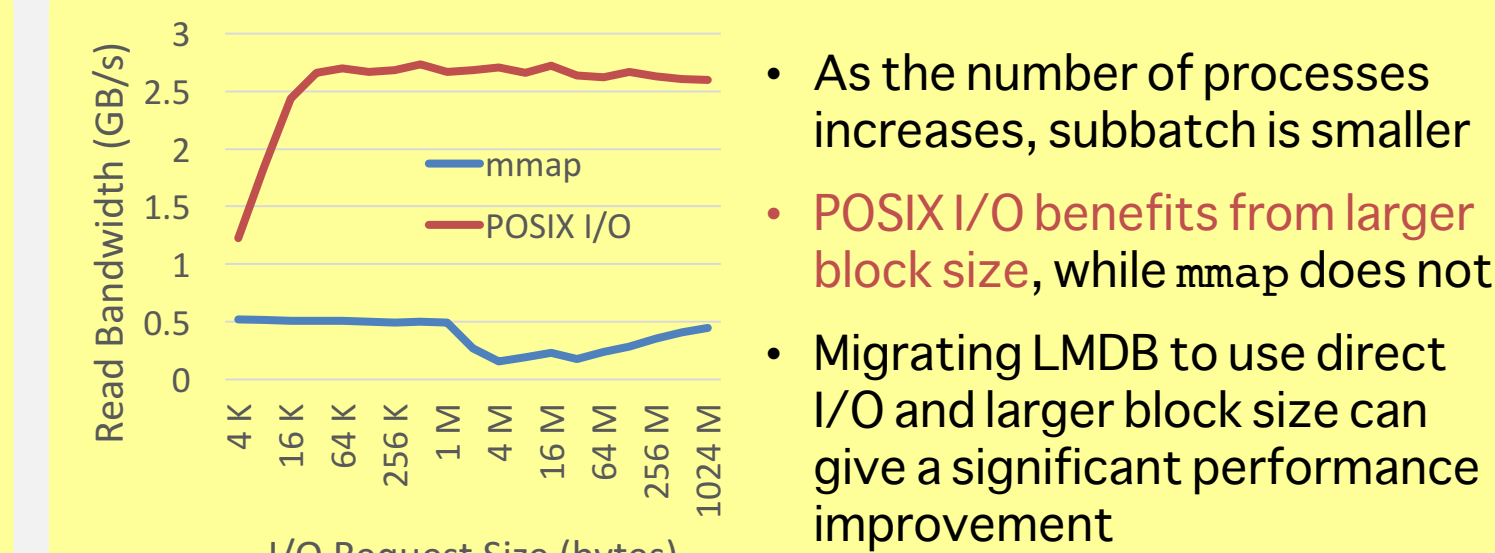 Read Bandwidth (GB/s)
3
2.5
2
1.5
1
0.5
0
mmap
POSIX I/O
4 K
16 K
64 K
256 K
1 M
4 M
16 M
64 M
256 M
1024 M
I/O Request Size (bytes)
• As the number of processes
increases, subbatch is smaller
• POSIX I/O benefits from larger
block size, while mmap does not
• Migrating LMDB to use direct
I/O and larger block size can
give a significant performance
improvement